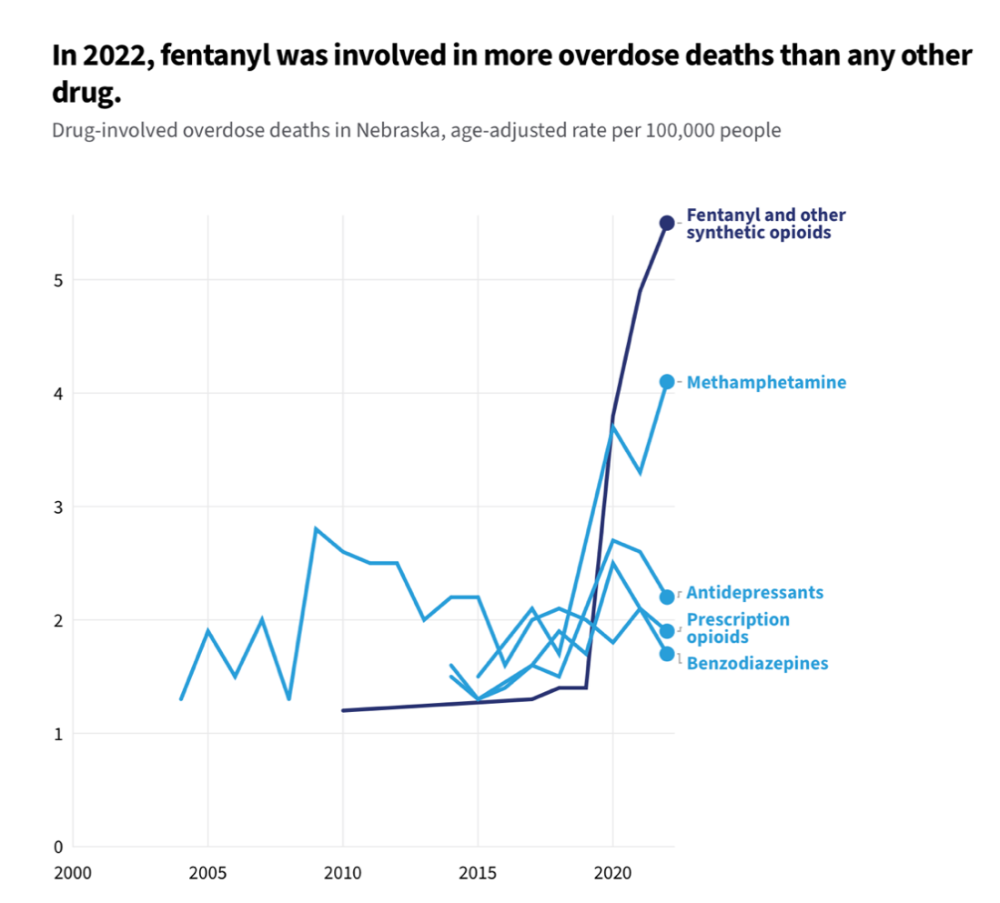 In 2022, fentanyl was involved in more overdose deaths than any other
drug.
Drug-involved overdose deaths in Nebraska, age-adjusted rate per 100,000 people
Fentanyl and other
synthetic opioids
5
Methamphetamine
4
3
Antidepressants
2
Prescription
opioids
Benzodiazepines
1
0
2000 2005 2010 2015 2020